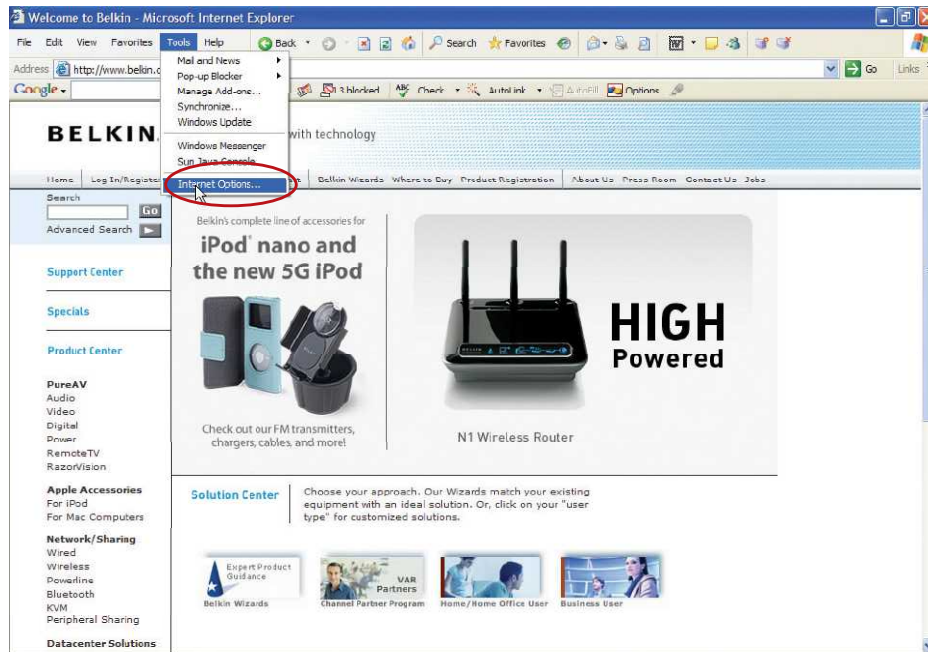 Welcome to Belkin - Microsoft Internet Explorer
File Edit View Favorites Tools Help Back Search Favorites
Address http://www.belkin.c Go Links
Google 3 blocked Check AutoLink AutoFill Options
Mail and News
Pop-up Blocker
Manage Add-ons...
Synchronize...
Windows Update
Windows Messenger
Sun Java Console
Internet Options...
BELKIN. with technology
Home Log In/Register Belkin Wizards Where to Buy Product Registration About Us Press Room Contact Us Jobs
Search
Go
Advanced Search
Support Center
Specials
Product Center
PureAV
Audio
Video
Digital
Power
RemoteTV
RazorVision
Apple Accessories
For iPod
For Mac Computers
Network/Sharing
Wired
Wireless
Powerline
Bluetooth
KVM
Peripheral Sharing
Datacenter Solutions
Belkin's complete line of accessories for
iPod® nano and
the new 5G iPod
Check out our FM transmitters,
chargers, cables, and more!
HIGH
Powered
N1 Wireless Router
Solution Center
Choose your approach. Our Wizards match your existing
equipment with an ideal solution. Or, click on your "user
type" for customized solutions.
Expert Product
Guidance
Belkin Wizards
VAR
Partners
Channel Partner Program
Home/Home Office User
Business User